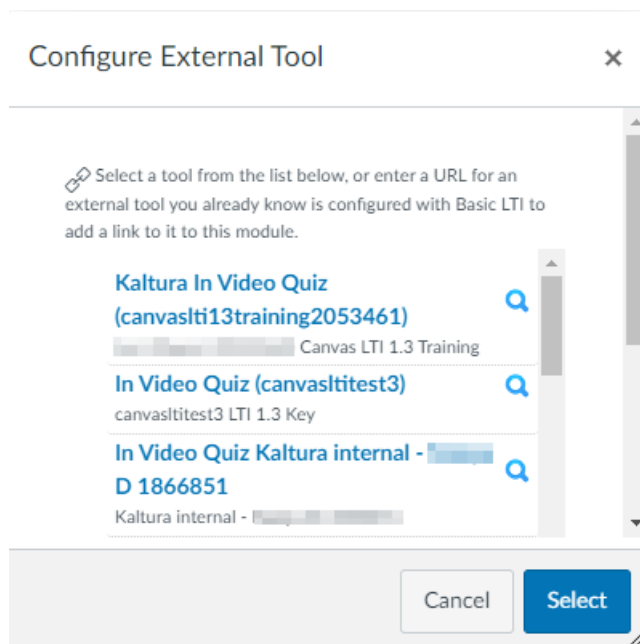 Configure External Tool
Select a tool from the list below, or enter a URL for an
external tool you already know is configured with Basic LTI to
add a link to it to this module.
Kaltura In Video Quiz
(canvaslti13training2053461)
Canvas LTI 1.3 Training
In Video Quiz (canvasltitest3)
canvasltitest3 LTI 1.3 Key
In Video Quiz Kaltura internal -
D 1866851
Kaltura internal -
Cancel
Select